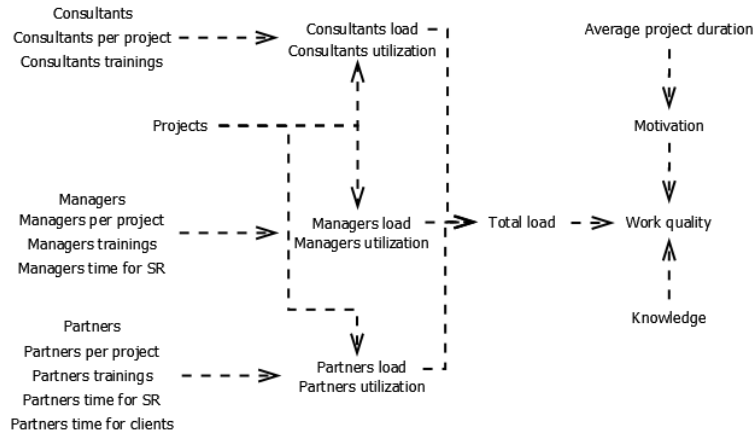 Consultants
Consultants per project
Consultants trainings
Consultants load
Consultants utilization
Average project duration
Projects
Motivation
Managers
Managers per project
Managers trainings
Managers time for SR
Managers load
Managers utilization
Total load
Work quality
Knowledge
Partners
Partners per project
Partners trainings
Partners time for SR
Partners time for clients
Partners load
Partners utilization